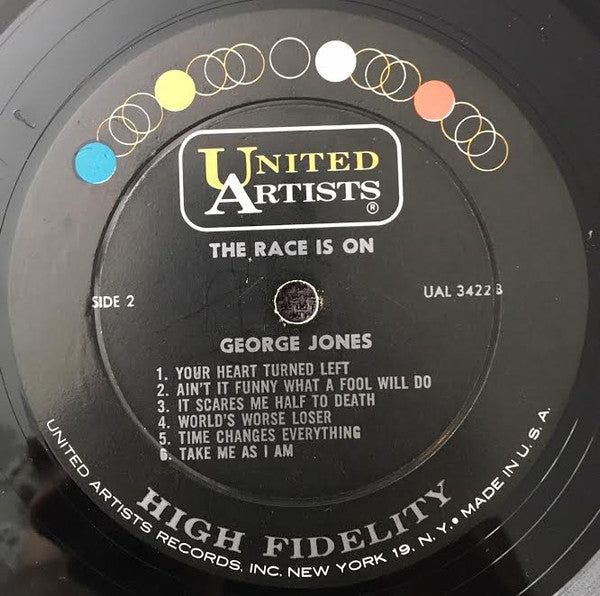 UNITED
ARTISTS
®
THE RACE IS ON
SIDE 2
UAL 3422 B
GEORGE JONES
1. YOUR HEART TURNED LEFT
2. AIN'T IT FUNNY WHAT A FOOL WILL DO
3. IT SCARES ME HALF TO DEATH
4. WORLD'S WORSE LOSER
5. TIME CHANGES EVERYTHING
6. TAKE ME AS I AM
HIGH FIDELITY
UNITED ARTISTS RECORDS, INC. NEW YORK 19, N.Y. • MADE IN U.S.A.